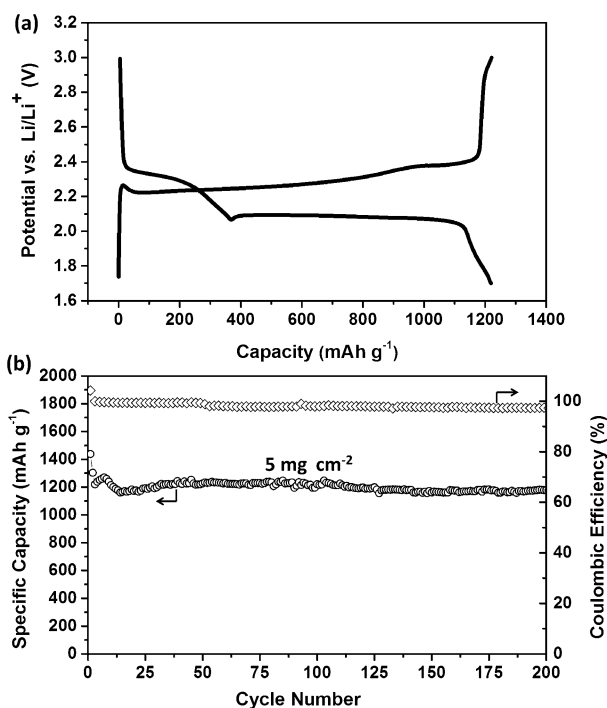 (a)
3.2
3.0
2.8
2.6
2.4
2.2
2.0
1.8
1.6
Potential vs. Li/Li⁺ (V)
0 200 400 600 800 1000 1200 1400
Capacity (mAh g⁻¹)
(b)
2000
1800
1600
1400
1200
1000
800
600
400
200
0
Specific Capacity (mAh g⁻¹)
5 mg cm⁻²
100
80
60
40
20
0
Coulombic Efficiency (%)
0 25 50 75 100 125 150 175 200
Cycle Number